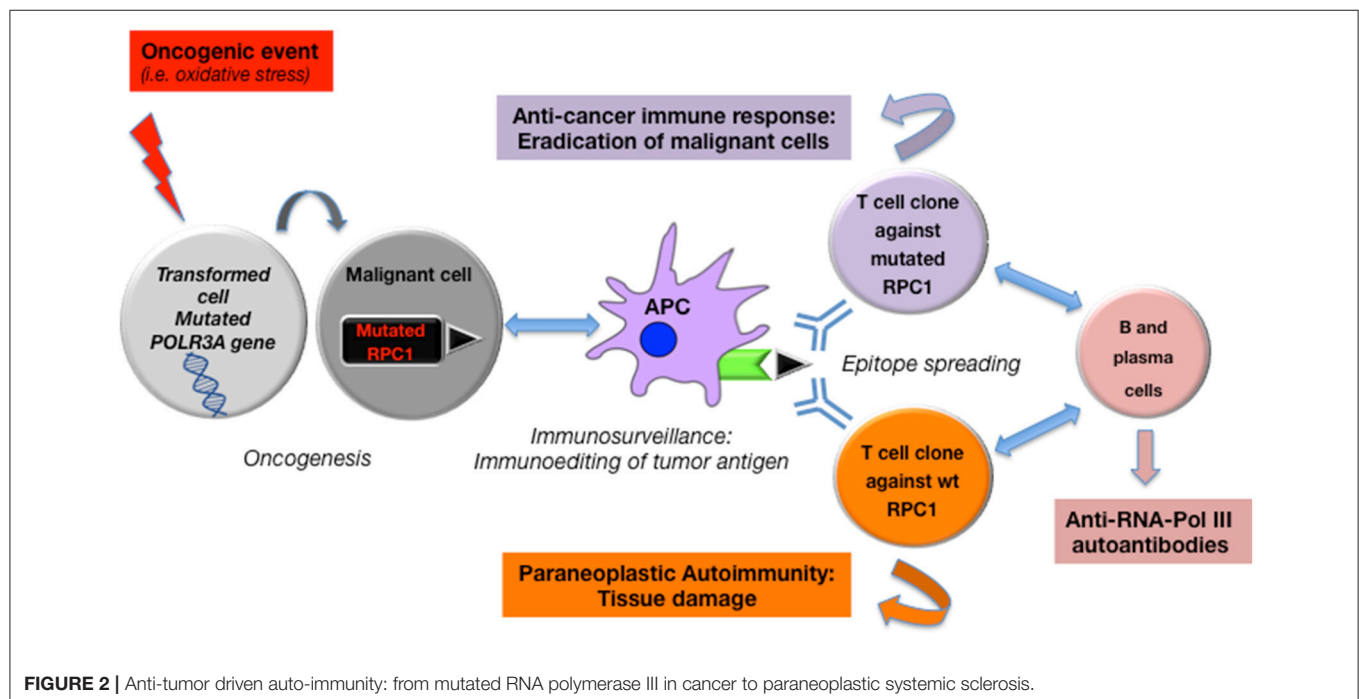 Oncogenic event
(i.e. oxidative stress)
Anti-cancer immune response:
Eradication of malignant cells
T cell clone
against
mutated
RPC1
Transformed
cell
Mutated
POLR3A gene
Malignant cell
Mutated
RPC1
APC
Epitope spreading
B and
plasma
cells
Oncogenesis
Immunosurveillance:
Immunoediting of tumor antigen
T cell clone
against wt
RPC1
Anti-RNA-Pol III
autoantibodies
Paraneoplastic Autoimmunity:
Tissue damage
FIGURE 2 | Anti-tumor driven auto-immunity: from mutated RNA polymerase III in cancer to paraneoplastic systemic sclerosis.